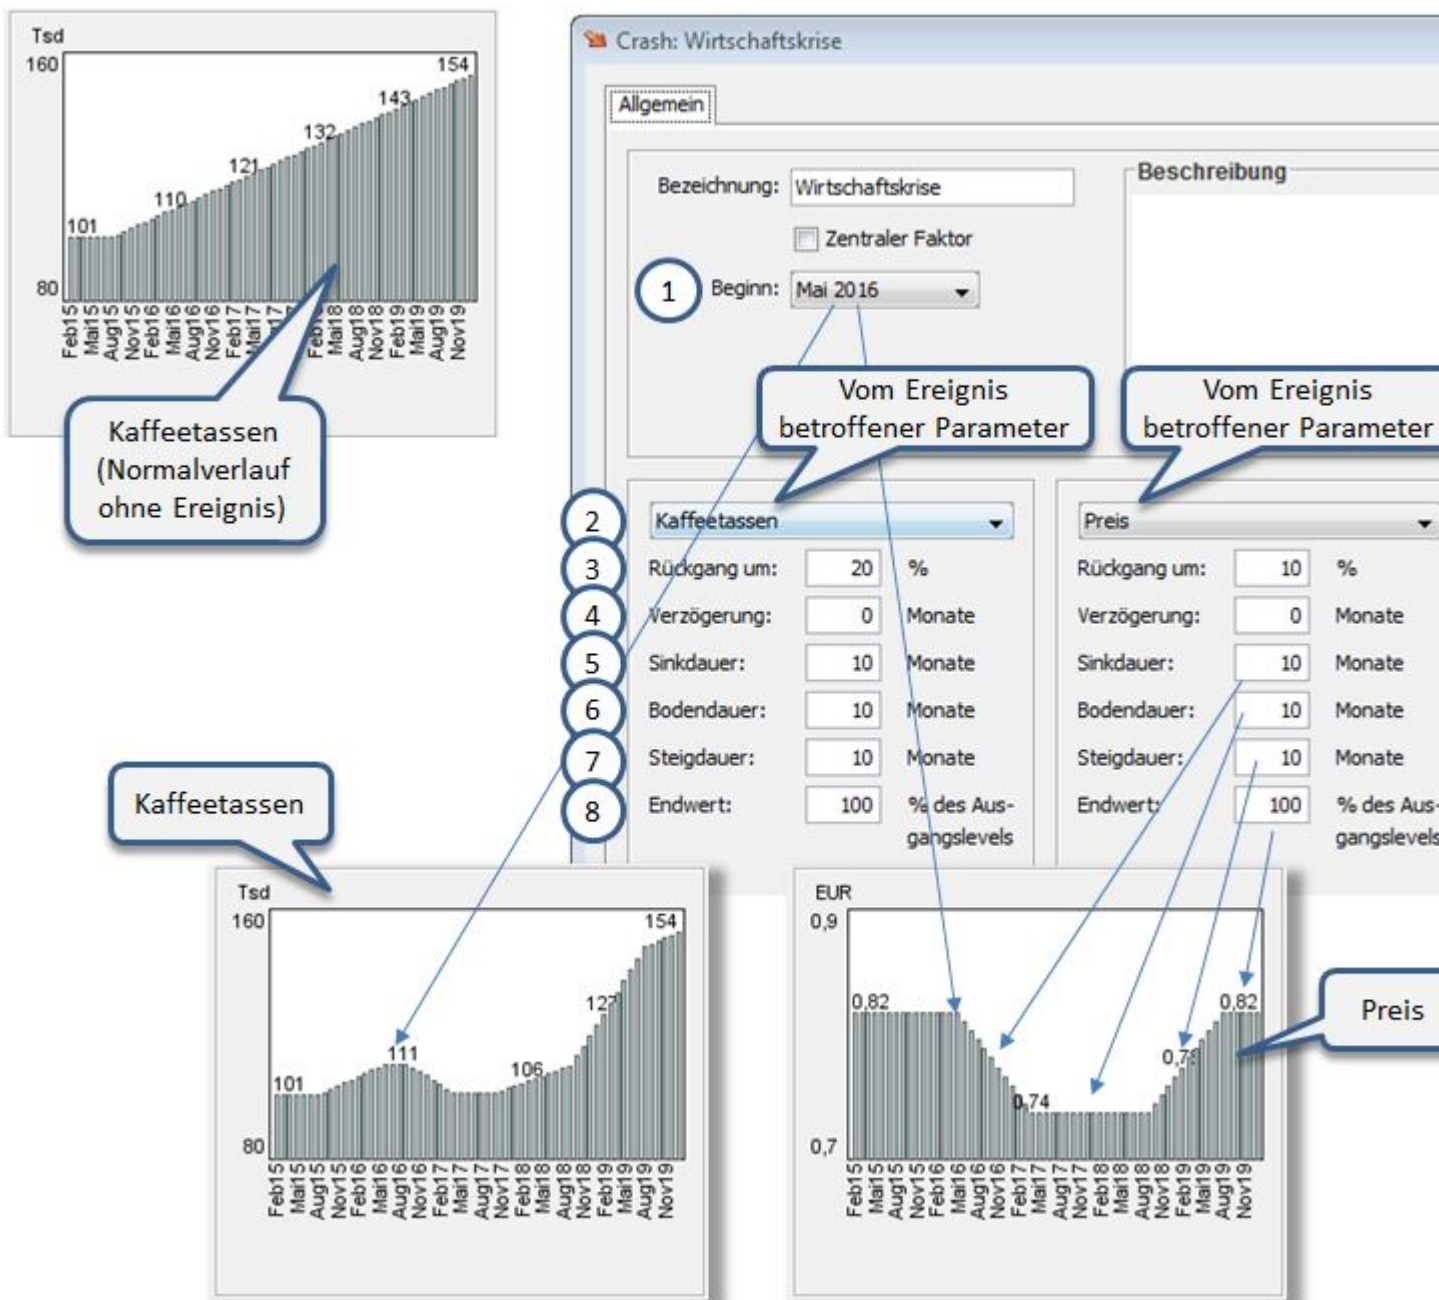 Tsd
160
154
143
132
121
110
101
80
Feb15
Mai15
Aug15
Nov15
Feb16
Mai16
Aug16
Nov16
Feb17
Mai17
Mai18
Aug18
Nov18
Feb19
Mai19
Aug19
Nov19
Kaffeetassen
(Normalverlauf
ohne Ereignis)
Crash: Wirtschaftskrise
Allgemein
Bezeichnung: Wirtschaftskrise
Zentraler Faktor
1 Beginn: Mai 2016
Beschreibung
Vom Ereignis
betroffener Parameter
Vom Ereignis
betroffener Parameter
2 Kaffeetassen
3 Rückgang um: 20 %
4 Verzögerung: 0 Monate
5 Sinkdauer: 10 Monate
6 Bodendauer: 10 Monate
7 Steigdauer: 10 Monate
8 Endwert: 100 % des Aus-
gangslevels
Preis
Rückgang um: 10 %
Verzögerung: 0 Monate
Sinkdauer: 10 Monate
Bodendauer: 10 Monate
Steigdauer: 10 Monate
Endwert: 100 % des Aus-
gangslevels
Kaffeetassen
Tsd
160
154
127
111
106
101
80
Feb15
Mai15
Aug15
Nov15
Feb16
Mai16
Aug16
Nov16
Feb17
Mai17
Aug17
Nov17
Feb18
Mai18
Aug18
Nov18
Feb19
Mai19
Aug19
Nov19
EUR
0,9
0,82
0,82
0,74
0,7
Feb15
Mai15
Aug15
Nov15
Feb16
Mai16
Aug16
Nov16
Feb17
Mai17
Aug17
Nov17
Feb18
Mai18
Aug18
Nov18
Feb19
Mai19
Aug19
Nov19
Preis